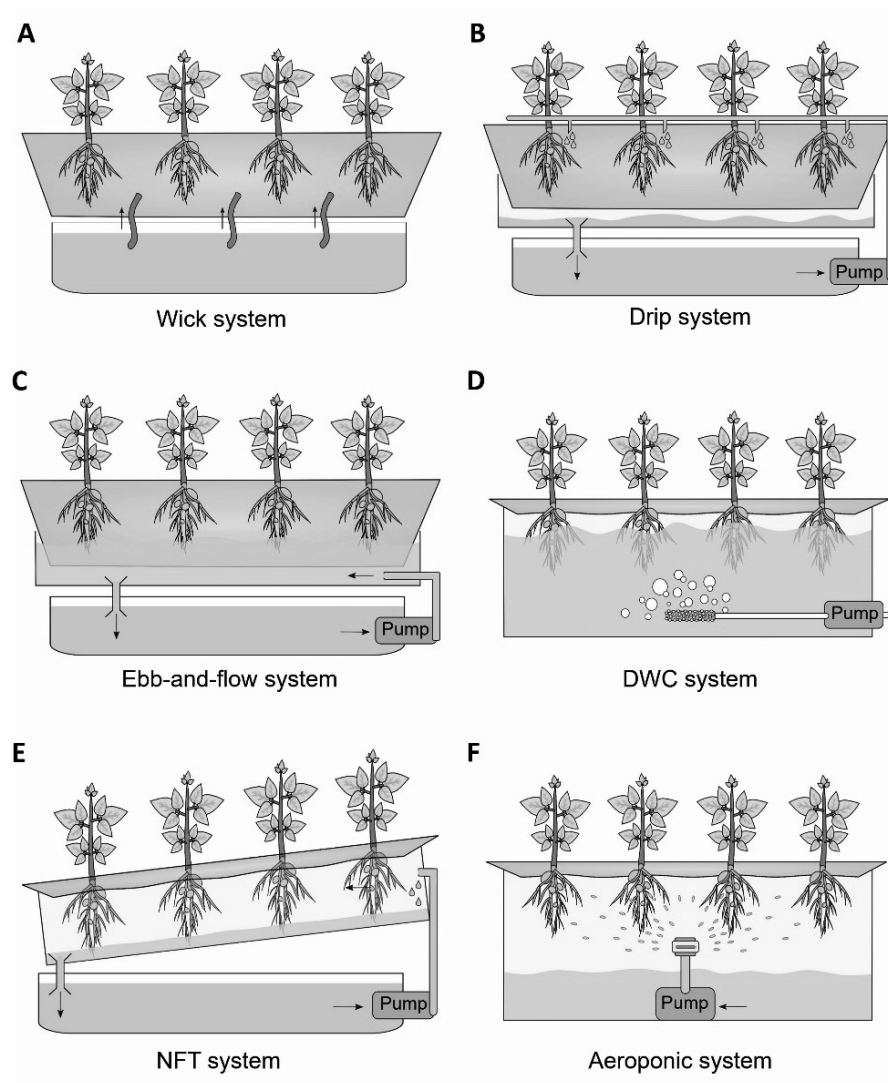 A
B
Pump
Wick system
Drip system
C
D
Pump
Pump
Ebb-and-flow system
DWC system
E
F
Pump
Pump
NFT system
Aeroponic system